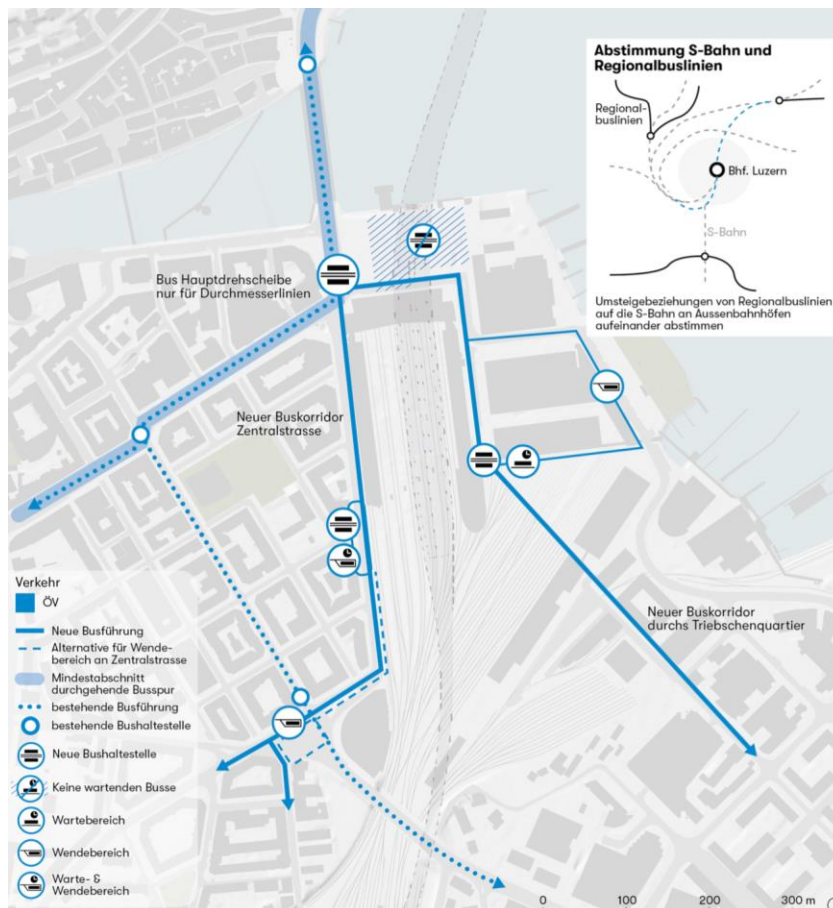 Abstimmung S-Bahn und
Regionalbuslinien
Regional-
buslinien
Bhf. Luzern
S-Bahn
Umsteigebeziehungen von Regionalbuslinien
auf die S-Bahn an Aussenbahnhöfen
aufeinander abstimmen
Bus Hauptdrehscheibe
nur für Durchmesserlinien
Neuer Buskorridor
Zentralstrasse
Neuer Buskorridor
durchs Triebschenquartier
Verkehr
ÖV
Neue Busführung
Alternative für Wende-
bereich an Zentralstrasse
Mindestabschnitt
durchgehende Busspur
bestehende Busführung
bestehende Bushaltestelle
Neue Bushaltestelle
Keine wartenden Busse
Wartebereich
Wendebereich
Warte- &
Wendebereich
0 100 200 300 m